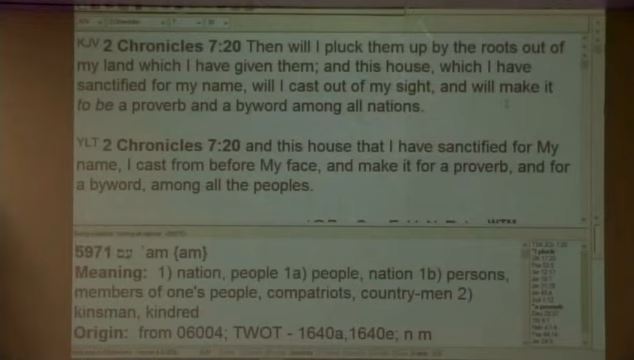 KJV 2 Chronicles 7:20 Then will I pluck them up by the roots out of
my land which I have given them; and this house, which I have
sanctified for my name, will I cast out of my sight, and will make it
to be a proverb and a byword among all nations.
YLT 2 Chronicles 7:20 and this house that I have sanctified for My
name, I cast from before My face, and make it for a proverb, and for
a byword, among all the peoples.
5971 עם `am {am}
Meaning: 1) nation, people 1a) people, nation 1b) persons,
members of one's people, compatriots, country-men 2)
kinsman, kindred
Origin: from 06004; TWOT - 1640a,1640e; n m